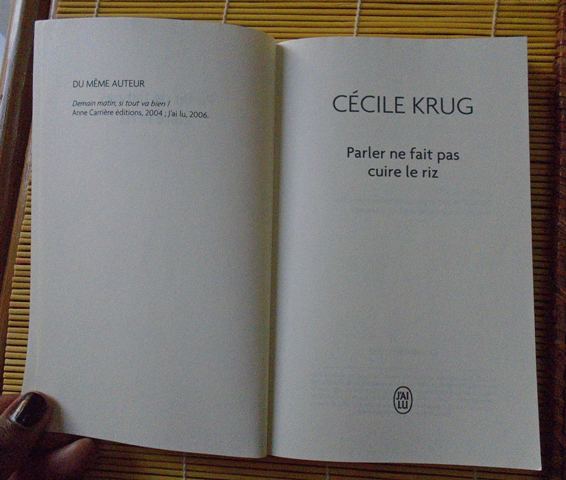 DU MÊME AUTEUR
Demain matin, si tout va bien !
Anne Carrière éditions, 2004 ; J'ai lu, 2006.
CÉCILE KRUG
Parler ne fait pas
cuire le riz
J'AI
LU